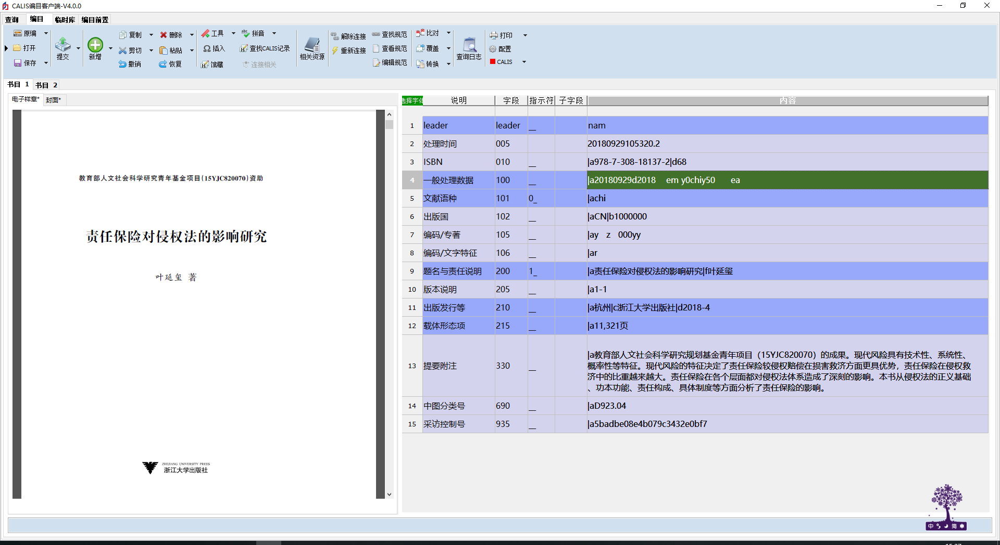 CALIS编目客户端-V4.0.0
查询 编目 临时库 编目前置
原编 打开 保存
提交
新增
复制 剪切 撤销
删除 粘贴 恢复
工具 插入 馆藏
拼音 查找CALIS记录 连接相关
相关资源
解除连接 重新连接
查找规范 查看规范 编辑规范
比对 覆盖 转换
查询日志
打印 配置 CALIS
书目 1 书目 2
电子样章* 封面*
教育部人文社会科学研究青年基金项目(15YJC820070)资助
责任保险对侵权法的影响研究
叶延玺 著
ZHEJIANG UNIVERSITY PRESS
浙江大学出版社
选择字体 说明 字段 指示符 子字段 内容
1 leader leader __ nam
2 处理时间 005 20180929105320.2
3 ISBN 010 __ |a978-7-308-18137-2|d68
4 一般处理数据 100 __ |a20180929d2018 em y0chiy50 ea
5 文献语种 101 0_ |achi
6 出版国 102 __ |aCN|b1000000
7 编码/专著 105 __ |ay z 000yy
8 编码/文字特征 106 __ |ar
9 题名与责任说明 200 1_ |a责任保险对侵权法的影响研究|f叶延玺
10 版本说明 205 __ |a1-1
11 出版发行等 210 __ |a杭州|c浙江大学出版社|d2018-4
12 载体形态项 215 __ |a11,321页
13 提要附注 330 __ |a教育部人文社会科学研究规划基金青年项目（15YJC820070）的成果。现代风险具有技术性、系统性、
概率性等特征。现代风险的特征决定了责任保险较侵权赔偿在损害救济方面更具优势，责任保险在侵权救
济中的比重越来越大。责任保险在各个层面都对侵权法体系造成了深刻的影响。本书从侵权法的正义基础
、功本功能、责任构成、具体制度等方面分析了责任保险的影响。
14 中图分类号 690 __ |aD923.04
15 采访控制号 935 __ |a5badbe08e4b079c3432e0bf7
中 简